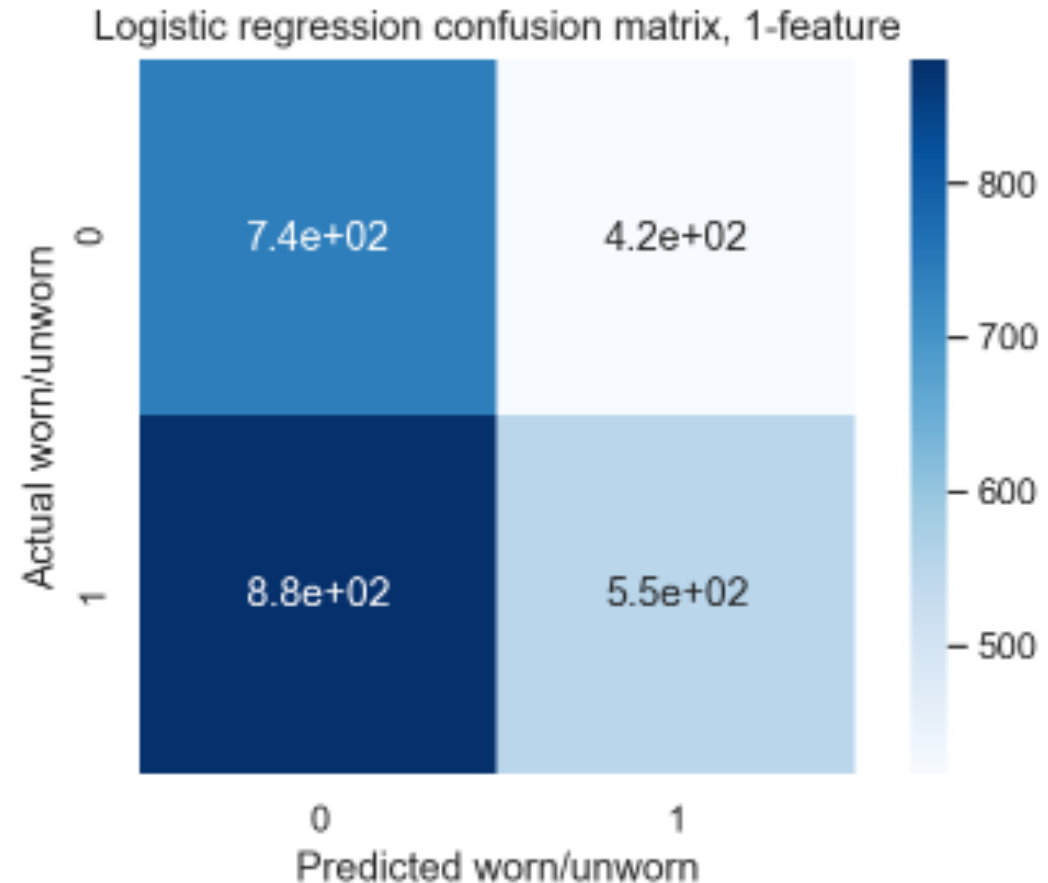 Logistic regression confusion matrix, 1-feature
Actual worn/unworn
0
1
7.4e+02
4.2e+02
8.8e+02
5.5e+02
0
1
Predicted worn/unworn
800
700
600
500